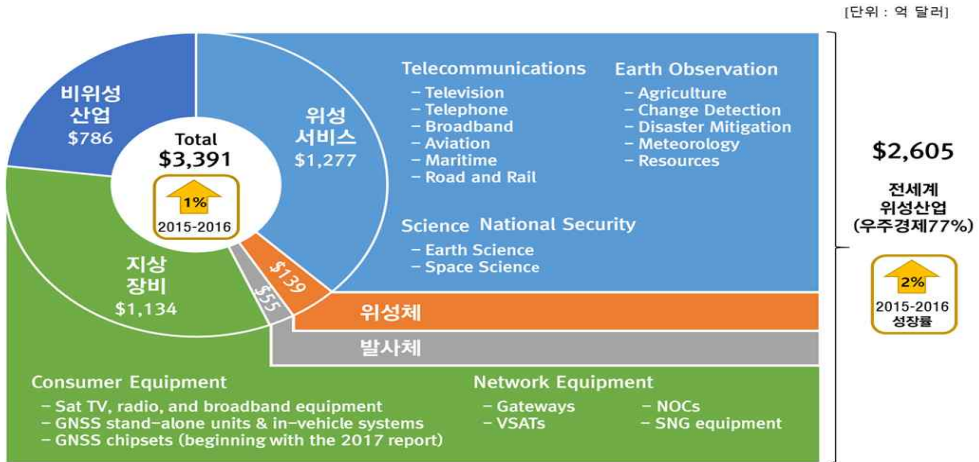 [단위 : 억 달러]
비위성
산업
$786
Total
$3,391
1%
2015-2016
위성
서비스
$1,277
지상
장비
$1,134
$139
$55
Telecommunications
– Television
– Telephone
– Broadband
– Aviation
– Maritime
– Road and Rail
Earth Observation
– Agriculture
– Change Detection
– Disaster Mitigation
– Meteorology
– Resources
Science National Security
– Earth Science
– Space Science
위성체
발사체
Consumer Equipment
– Sat TV, radio, and broadband equipment
– GNSS stand-alone units & in-vehicle systems
– GNSS chipsets (beginning with the 2017 report)
Network Equipment
– Gateways
– VSATs
– NOCs
– SNG equipment
$2,605
전세계
위성산업
(우주경제77%)
2%
2015-2016
성장률